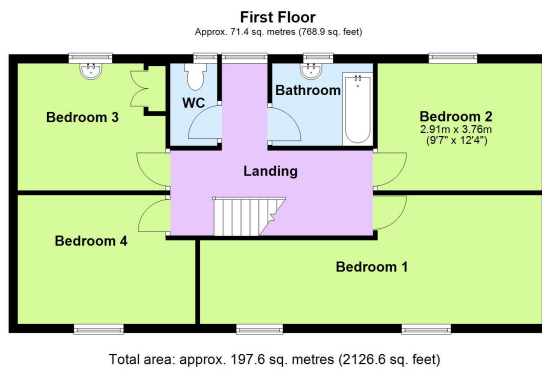 First Floor
Approx. 71.4 sq. metres (768.9 sq. feet)
WC
Bathroom
Bedroom 3
Bedroom 2
2.91m x 3.76m
(9'7" x 12'4")
Landing
Bedroom 4
Bedroom 1
Total area: approx. 197.6 sq. metres (2126.6 sq. feet)